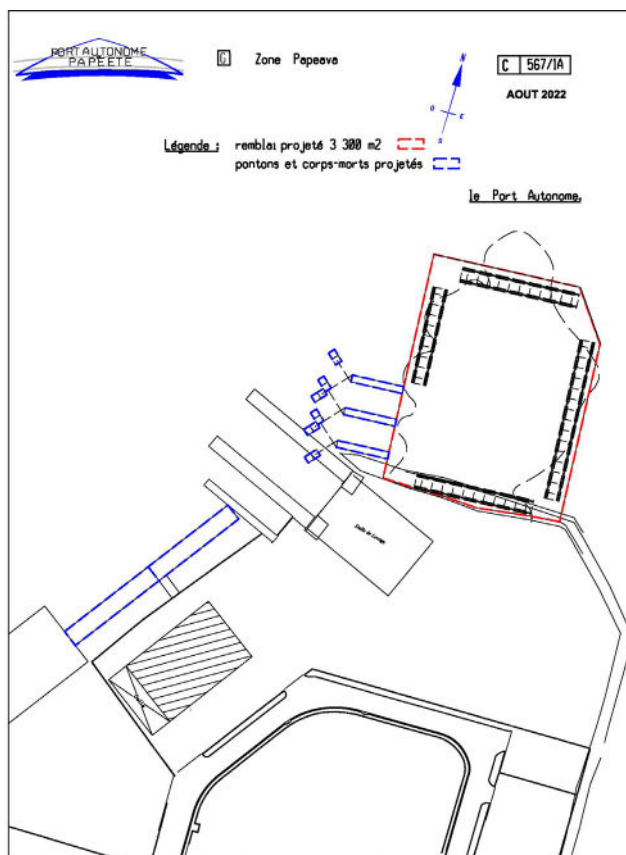 PORT AUTONOME
PAPEETE
G Zone Papeava
C 567/1A
AOUT 2022
N
O E
S
Légende : remblai projeté 3 300 m2
pontons et corps-morts projetés
le Port Autonome,